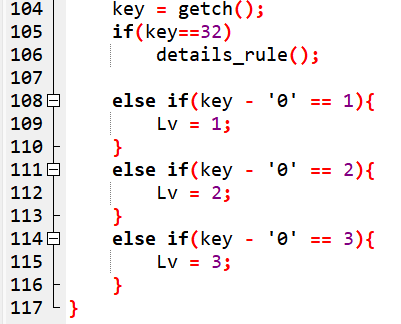 104 key = getch();
105 if(key==32)
106 details_rule();
107
108 else if(key - '0' == 1){
109 Lv = 1;
110 }
111 else if(key - '0' == 2){
112 Lv = 2;
113 }
114 else if(key - '0' == 3){
115 Lv = 3;
116 }
117 }